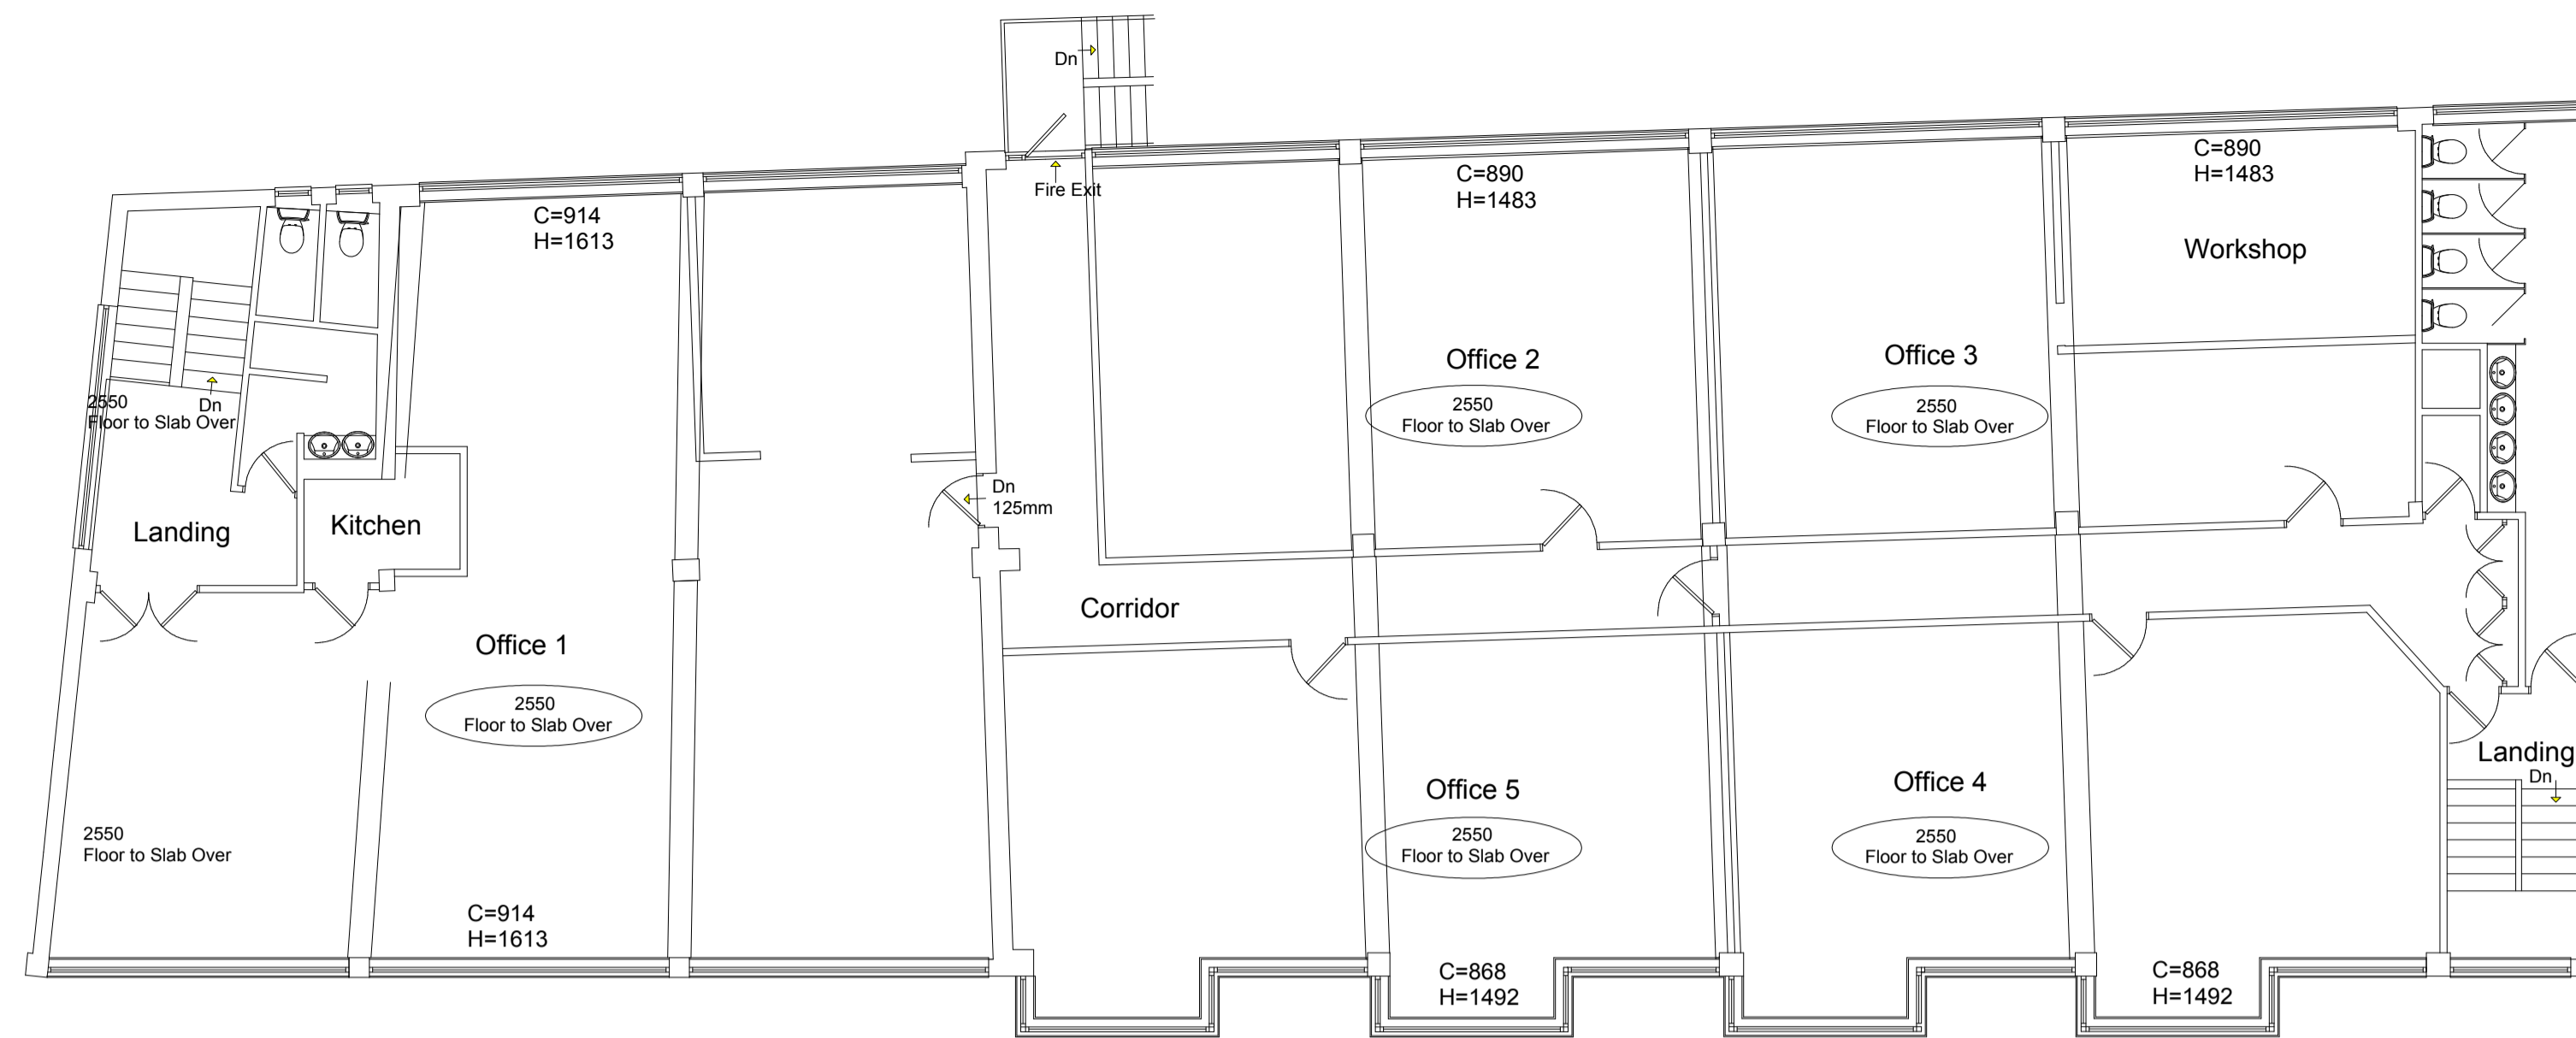 Dn
Fire Exit
C=914
H=1613
C=890
H=1483
C=890
H=1483
Workshop
Office 2
2550
Floor to Slab Over
Office 3
2550
Floor to Slab Over
2550
Dn
Floor to Slab Over
Landing
Kitchen
Dn
125mm
Corridor
Office 1
2550
Floor to Slab Over
Landing
Dn
Office 5
2550
Floor to Slab Over
Office 4
2550
Floor to Slab Over
2550
Floor to Slab Over
C=914
H=1613
C=868
H=1492
C=868
H=1492